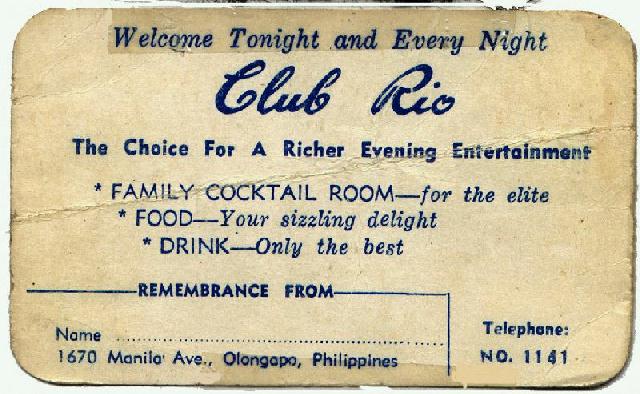 Welcome Tonight and Every Night
Club Rio
The Choice For A Richer Evening Entertainment
* FAMILY COCKTAIL ROOM—for the elite
* FOOD—Your sizzling delight
* DRINK—Only the best
REMEMBRANCE FROM
Name ..........................................................
1670 Manila Ave., Olongapo, Philippines
Telephone:
NO. 1141